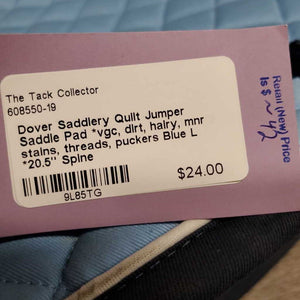 The Tack Collector
608550-19
Dover Saddlery Quilt Jumper
Saddle Pad *vgc, dirt, hairy, mnr
stains, threads, puckers Blue L
*20.5" Spine
$24.00
9L85TG
Retail (New) Price
is $ ~42